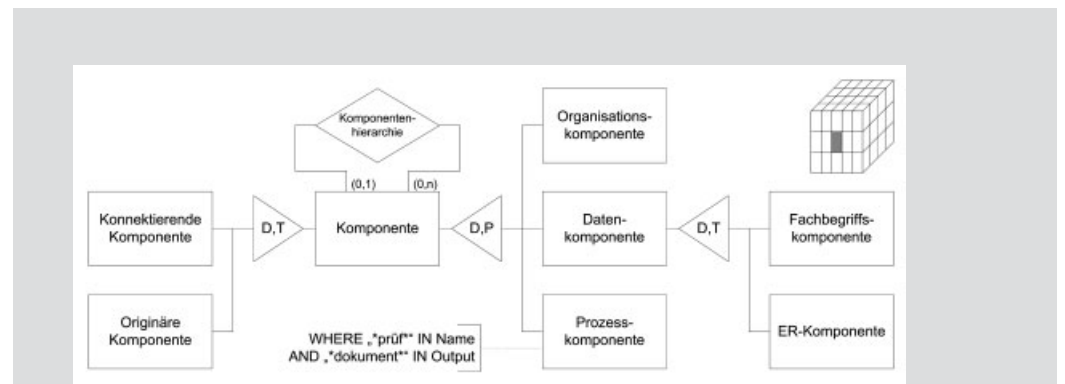 Komponenten-
hierarchie
(0,1)
(0,n)
Konnektierende
Komponente
D,T
Komponente
D,P
Organisations-
komponente
Daten-
komponente
D,T
Fachbegriffs-
komponente
Originäre
Komponente
WHERE „*prüf*“ IN Name
AND „*dokument*“ IN Output
Prozess-
komponente
ER-Komponente